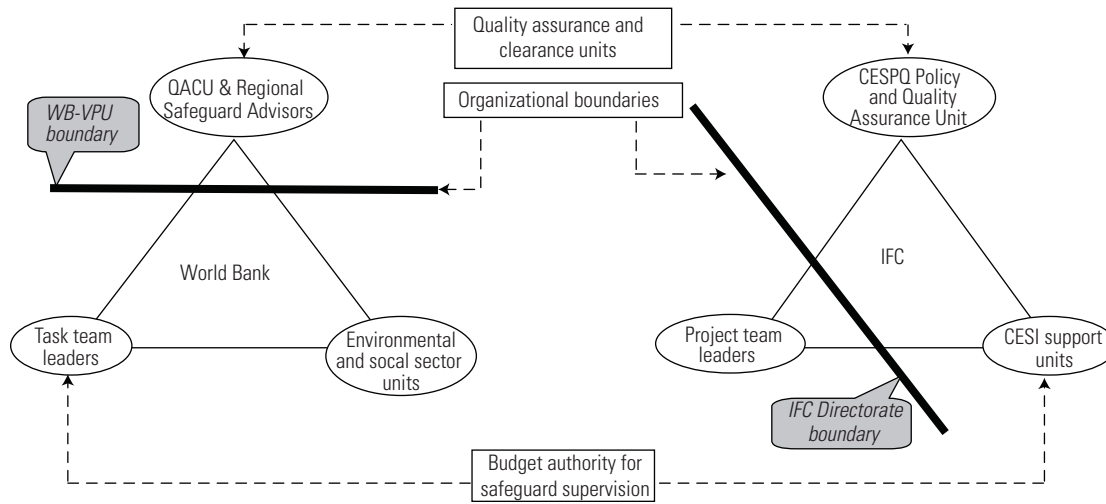 Quality assurance and
clearance units
QACU & Regional
Safeguard Advisors
CESPQ Policy
and Quality
Assurance Unit
Organizational boundaries
WB-VPU
boundary
World Bank
IFC
Task team
leaders
Environmental
and socal sector
units
Project team
leaders
CESI support
units
IFC Directorate
boundary
Budget authority for
safeguard supervision